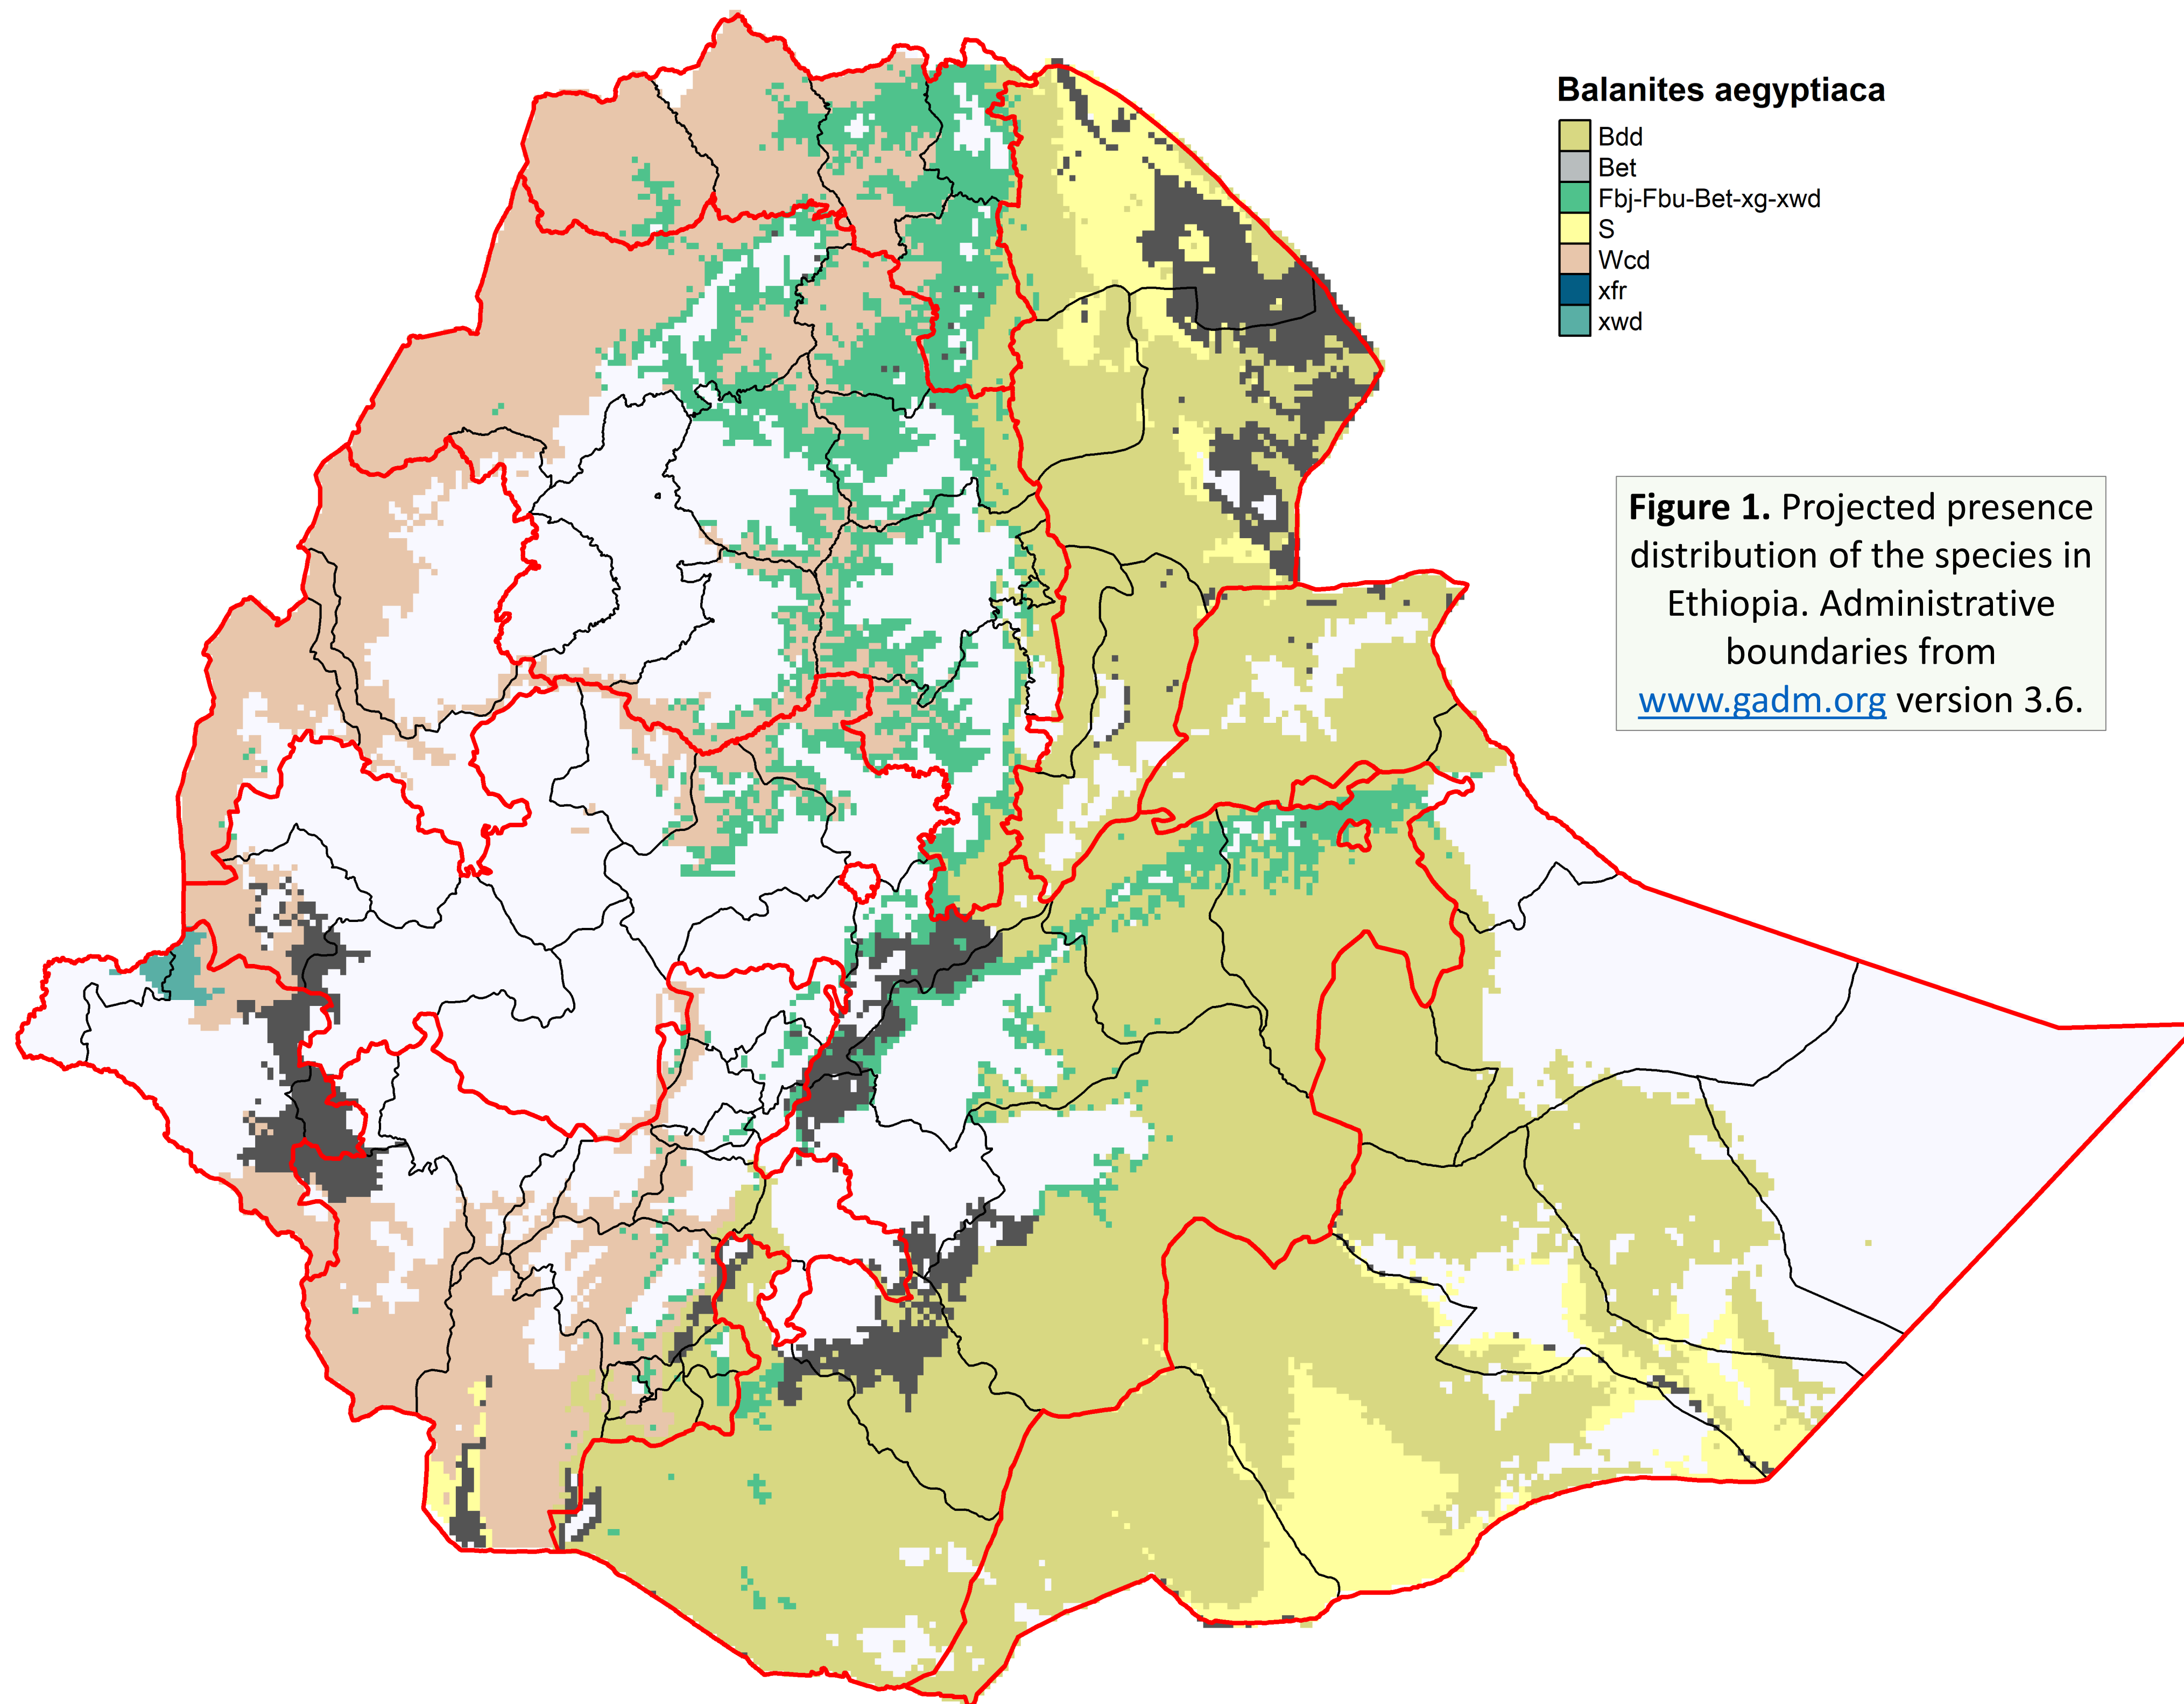 Balanites aegyptiaca
Bdd
Bet
Fbj-Fbu-Bet-xg-xwd
S
Wcd
xfr
xwd
Figure 1. Projected presence
distribution of the species in
Ethiopia. Administrative
boundaries from
www.gadm.org version 3.6.